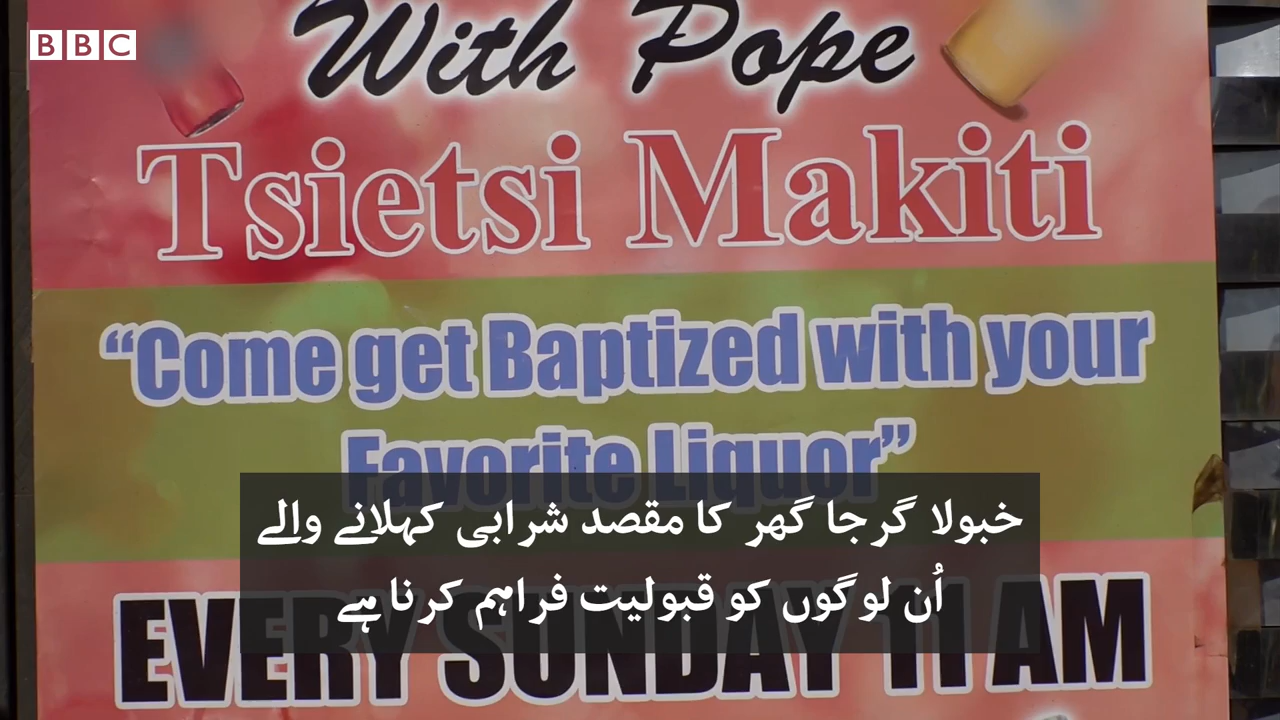 BBC
With Pope
Tsietsi Makiti
“Come get Baptized with your
Favorite Liquor”
خبولا گرجا گھر کا مقصد شرابی کہلانے والے
اُن لوگوں کو قبولیت فراہم کرنا ہے
EVERY SUNDAY 11 AM